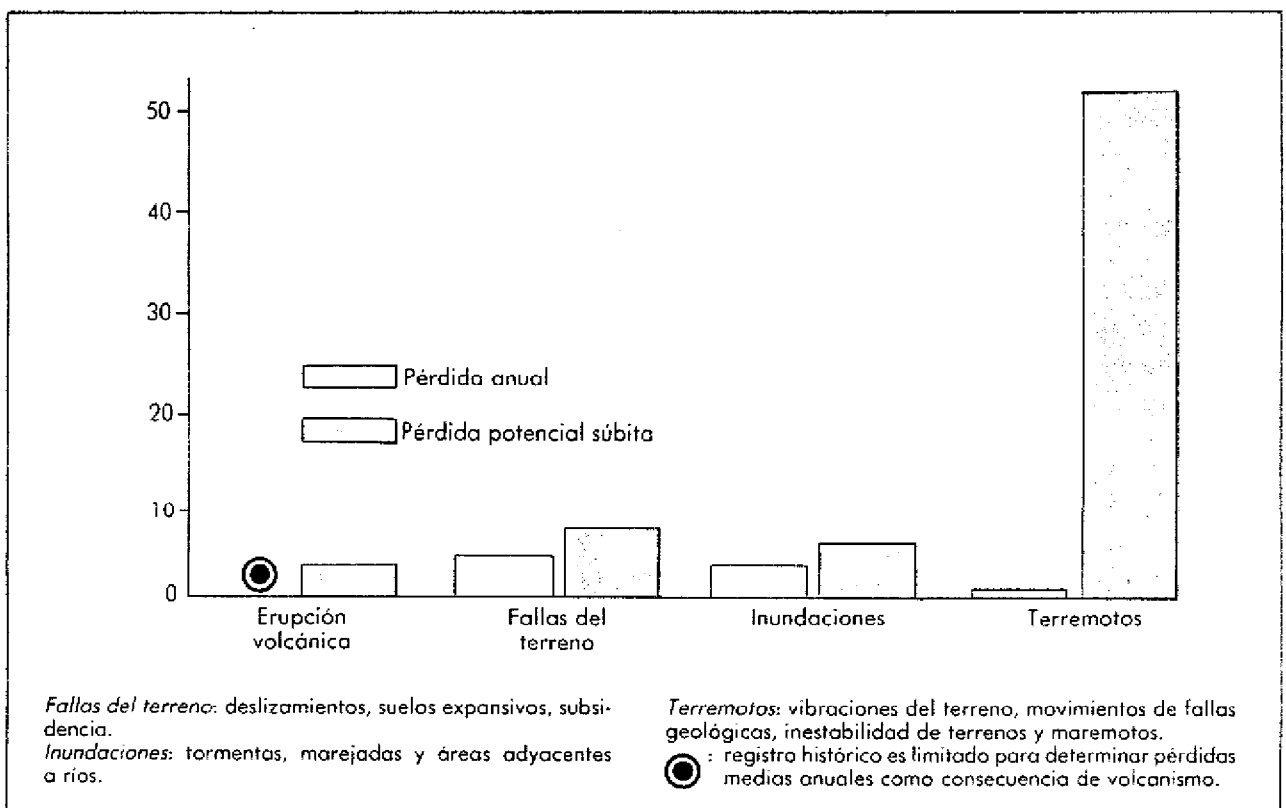 50
40
30
Pérdida anual
20
Pérdida potencial súbita
10
0
Erupción
volcánica
Fallas del
terreno
Inundaciones
Terremotos
Fallas del terreno: deslizamientos, suelos expansivos, subsi-
dencia.
Inundaciones: tormentas, marejadas y áreas adyacentes
a ríos.
Terremotos: vibraciones del terreno, movimientos de fallas
geológicas, inestabilidad de terrenos y maremotos.
: registro histórico es limitado para determinar pérdidas
medias anuales como consecuencia de volcanismo.